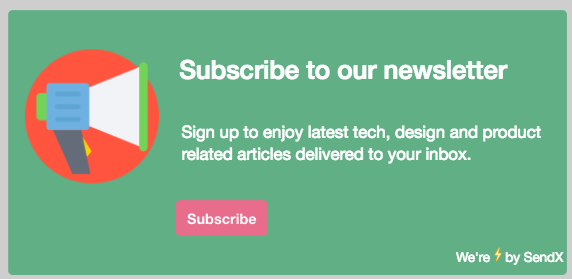 Subscribe to our newsletter
Sign up to enjoy latest tech, design and product
related articles delivered to your inbox.
Subscribe
We're⚡by SendX